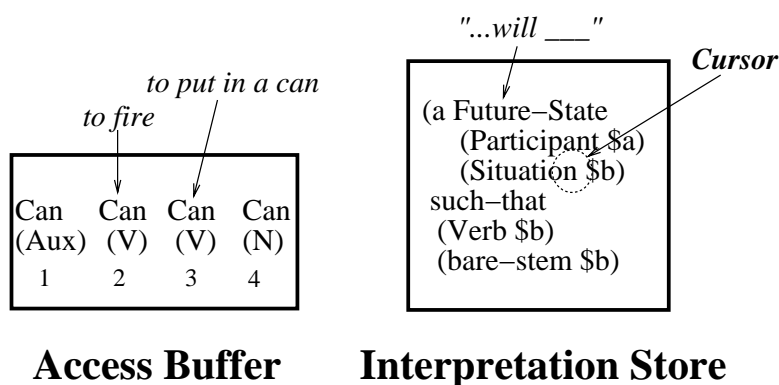 "...will ___"
Cursor
to put in a can
to fire
Can Can Can Can
(Aux) (V) (V) (N)
1 2 3 4
(a Future−State
(Participant $a)
(Situation $b)
such−that
(Verb $b)
(bare−stem $b)
Access Buffer
Interpretation Store